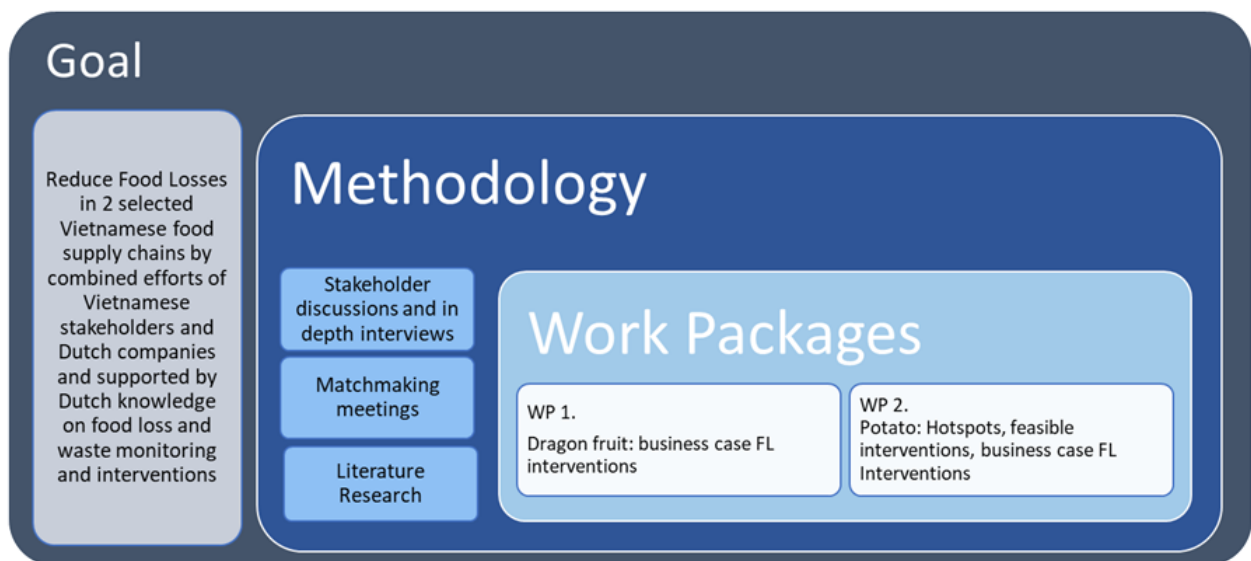 Goal
Reduce Food Losses
in 2 selected
Vietnamese food
supply chains by
combined efforts of
Vietnamese
stakeholders and
Dutch companies
and supported by
Dutch knowledge
on food loss and
waste monitoring
and interventions
Methodology
Stakeholder
discussions and in
depth interviews
Matchmaking
meetings
Literature
Research
Work Packages
WP 1.
Dragon fruit: business case FL
interventions
WP 2.
Potato: Hotspots, feasible
interventions, business case FL
Interventions